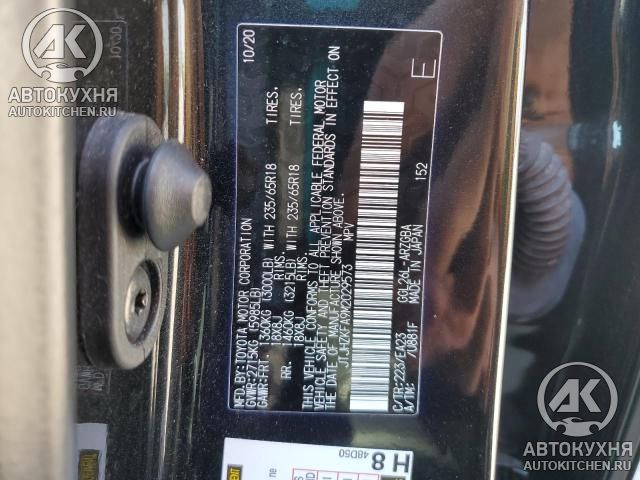 MFD.BY:TOYOTA MOTOR CORPORATION 10/20
GVWR:2715KG (5985LB)
GAWR:FRT. 1365KG (3000LB) WITH 235/65R18 TIRES.
18X8J RIMS.
RR. 1460KG (3215LB) WITH 235/65R18 TIRES.
18X8J RIMS.
THIS VEHICLE CONFORMS TO ALL APPLICABLE FEDERAL MOTOR
VEHICLE SAFETY AND THEFT PREVENTION STANDARDS IN EFFECT ON
THE DATE OF MANUFACTURE SHOWN ABOVE.
MPV
E
152
C/TR:223/EA23 GGL26L-ARZGBA
A/TM: /U881F MADE IN JAPAN
H8
48D50
АВТОКУХНЯ
AUTOKITCHEN.RU
АВТОКУХНЯ
AUTOKITCHEN.RU